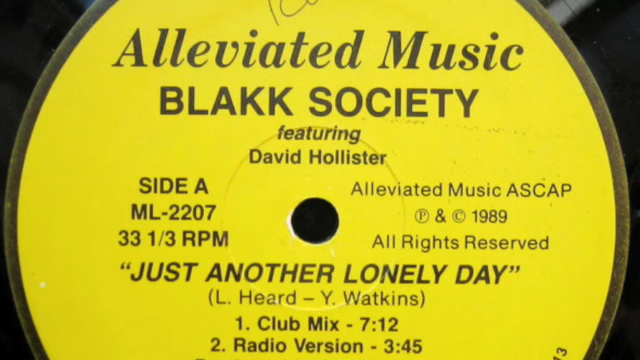 Alleviated Music
BLAKK SOCIETY
featuring
David Hollister
SIDE A
ML-2207
33 1/3 RPM
Alleviated Music ASCAP
Ⓟ & © 1989
All Rights Reserved
"JUST ANOTHER LONELY DAY"
(L. Heard – Y. Watkins)
1. Club Mix - 7:12
2. Radio Version - 3:45